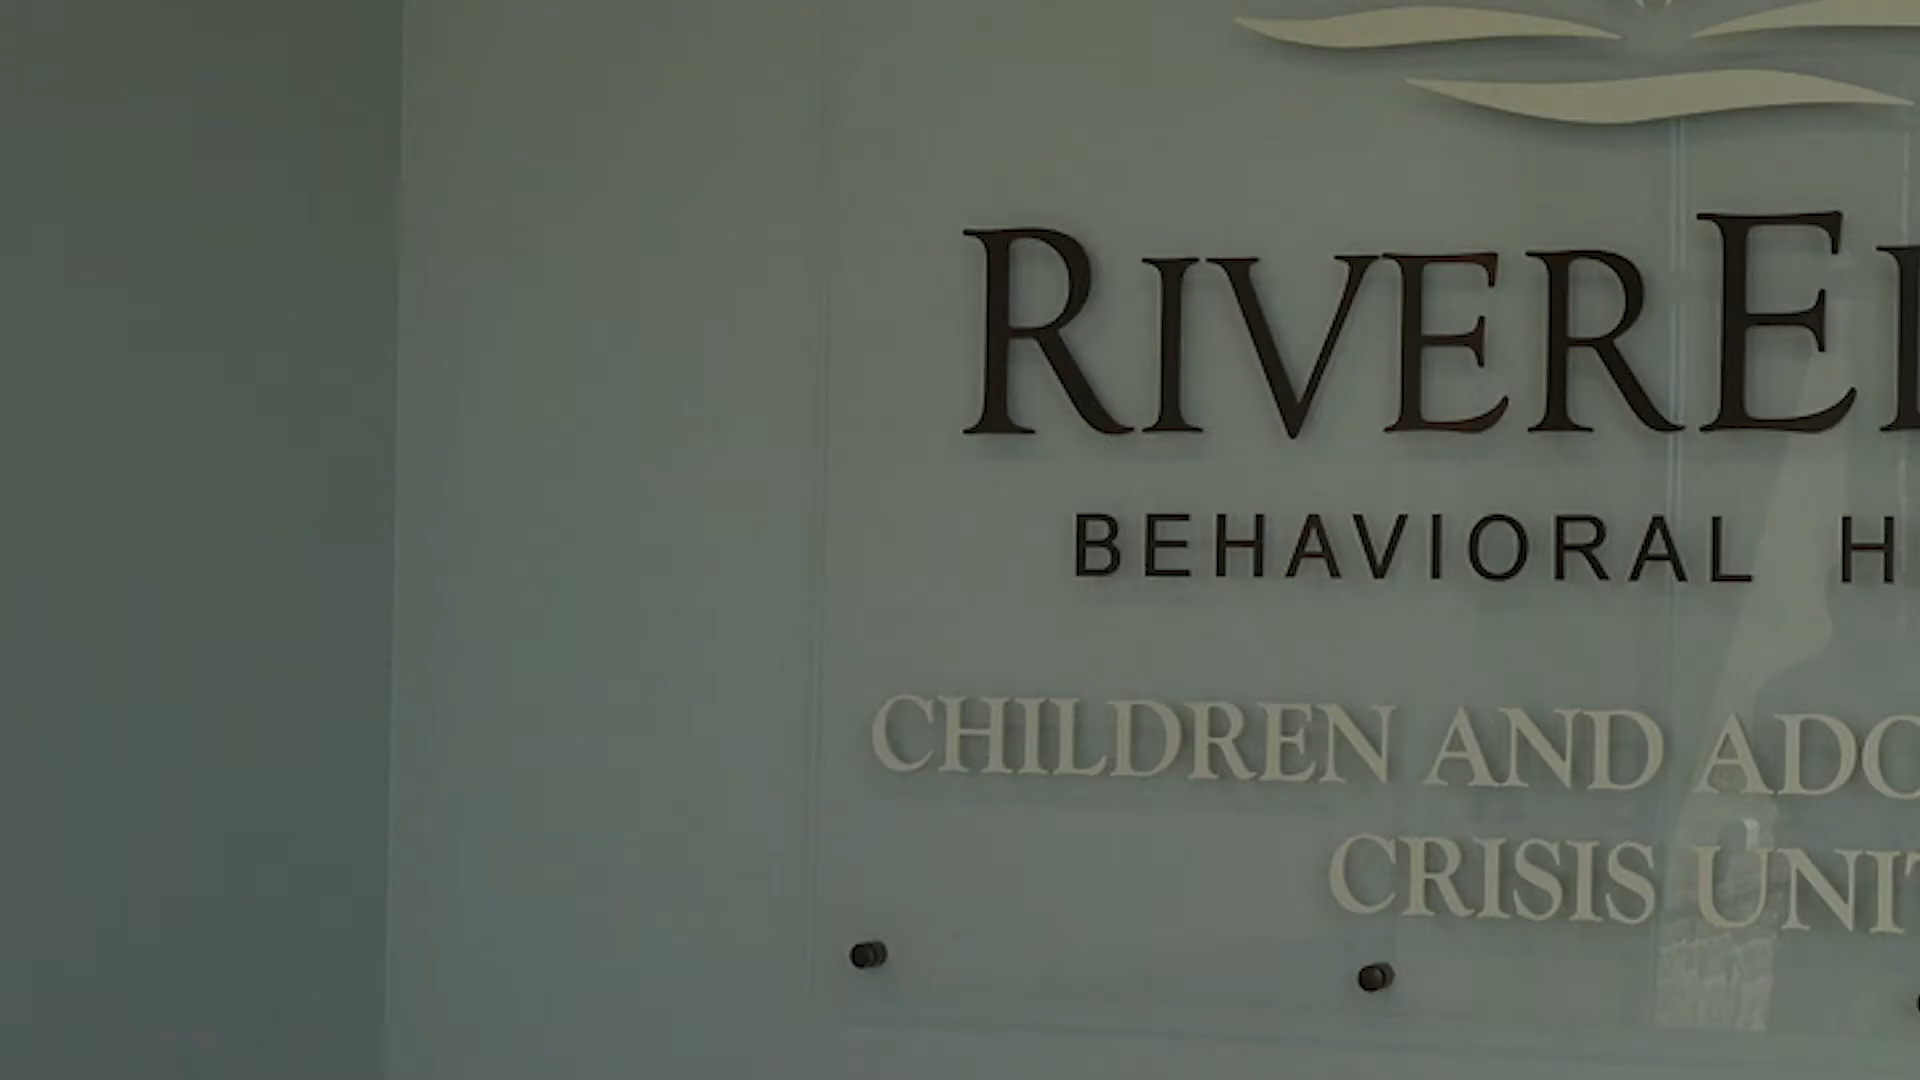 RIVERE
BEHAVIORAL H
CHILDREN AND ADO
CRISIS UNIT